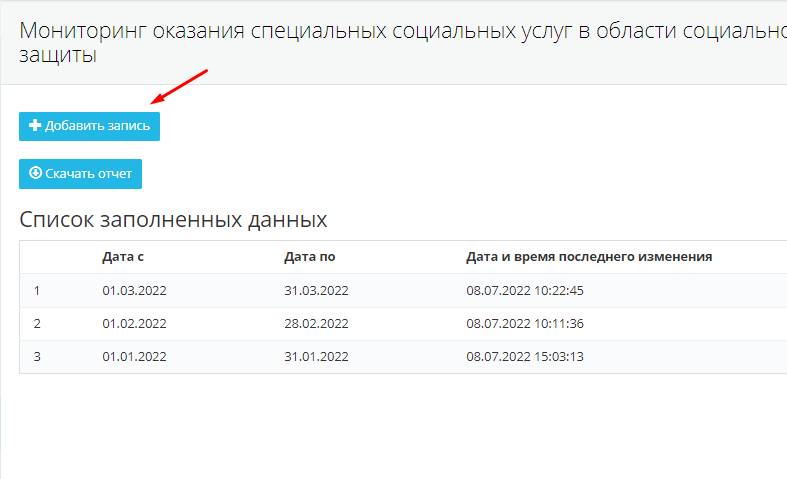 Мониторинг оказания специальных социальных услуг в области социально
защиты
Добавить запись
Скачать отчет
Список заполненных данных
Дата с Дата по Дата и время последнего изменения
1 01.03.2022 31.03.2022 08.07.2022 10:22:45
2 01.02.2022 28.02.2022 08.07.2022 10:11:36
3 01.01.2022 31.01.2022 08.07.2022 15:03:13